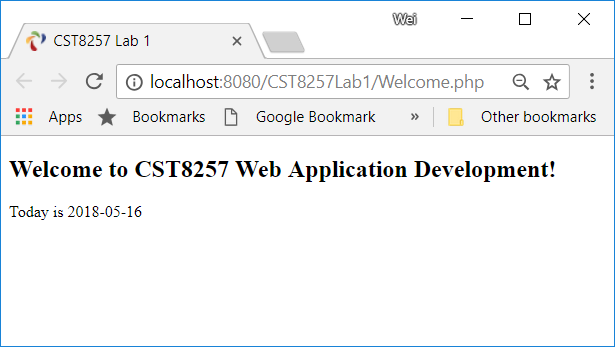 Wei
CST8257 Lab 1
localhost:8080/CST8257Lab1/Welcome.php
Apps Bookmarks Google Bookmark » Other bookmarks
Welcome to CST8257 Web Application Development!
Today is 2018-05-16